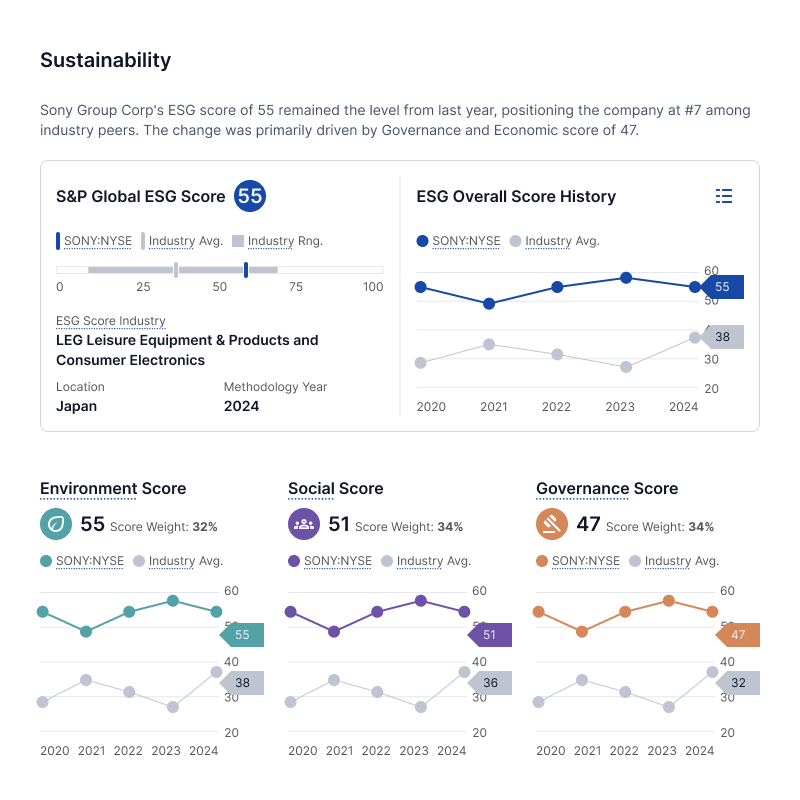 Sustainability
Sony Group Corp's ESG score of 55 remained the level from last year, positioning the company at #7 among
industry peers. The change was primarily driven by Governance and Economic score of 47.
S&P Global ESG Score 55
SONY:NYSE Industry Avg. Industry Rng.
0 25 50 75 100
ESG Score Industry
LEG Leisure Equipment & Products and
Consumer Electronics
Location Methodology Year
Japan 2024
ESG Overall Score History
SONY:NYSE Industry Avg.
60
55
50
38
30
20
2020 2021 2022 2023 2024
Environment Score
55 Score Weight: 32%
SONY:NYSE Industry Avg.
60
55
40
38
30
20
2020 2021 2022 2023 2024
Social Score
51 Score Weight: 34%
SONY:NYSE Industry Avg.
60
51
40
36
30
20
2020 2021 2022 2023 2024
Governance Score
47 Score Weight: 34%
SONY:NYSE Industry Avg.
60
47
40
32
30
20
2020 2021 2022 2023 2024